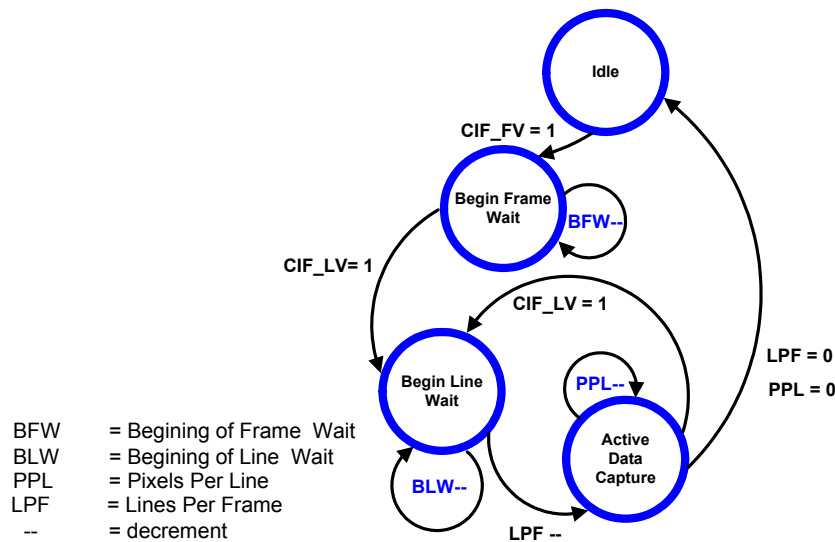 Idle
CIF_FV = 1
Begin Frame
Wait
BFW--
CIF_LV= 1
CIF_LV = 1
LPF = 0
PPL = 0
Begin Line
Wait
PPL--
Active
Data
Capture
BLW--
LPF --
BFW = Begining of Frame Wait
BLW = Begining of Line Wait
PPL = Pixels Per Line
LPF = Lines Per Frame
-- = decrement